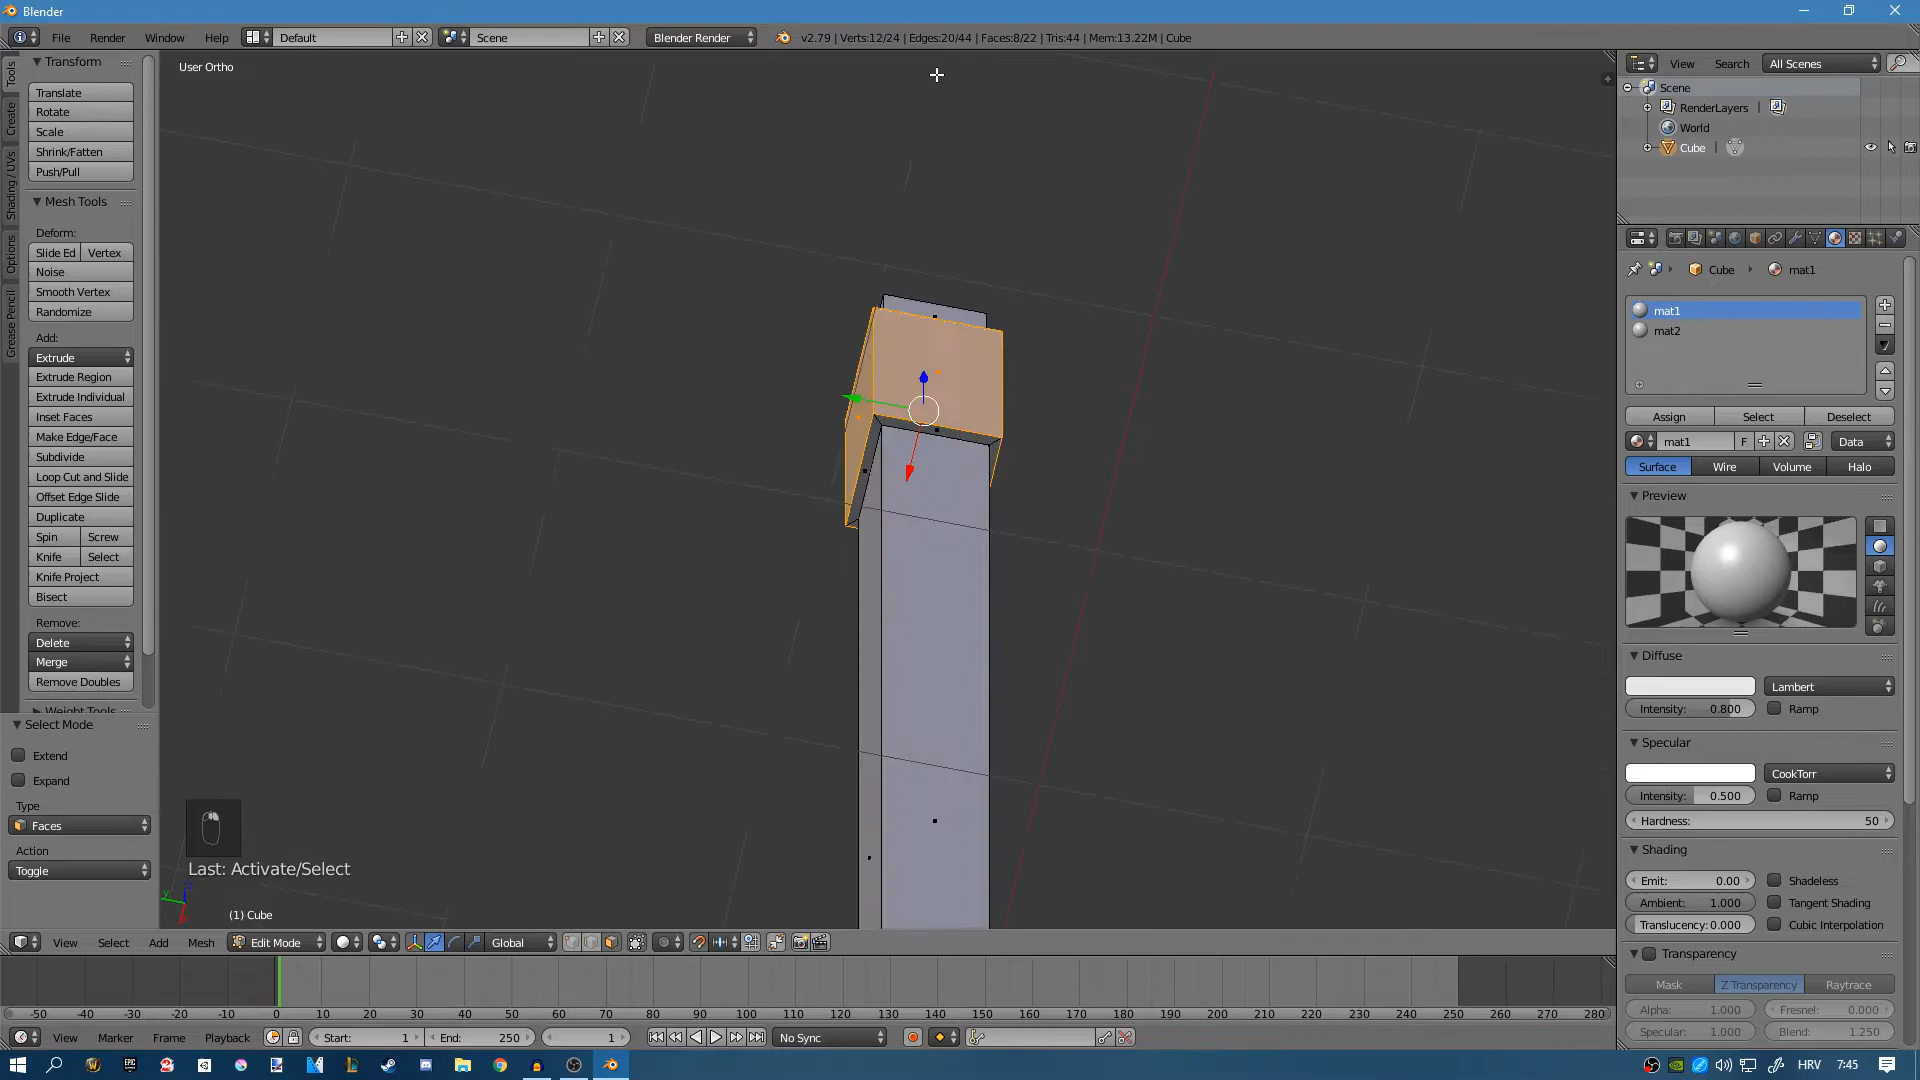 Blender
File Render Window Help Default Scene Blender Render v2.79 | Verts:12/24 | Edges:20/44 | Faces:8/22 | Tris:44 | Mem:13.22M | Cube
Tools
Create
Shading / UVs
Options
Grease Pencil
Transform
Translate
Rotate
Scale
Shrink/Fatten
Push/Pull
Mesh Tools
Deform:
Slide Ed Vertex
Noise
Smooth Vertex
Randomize
Add:
Extrude
Extrude Region
Extrude Individual
Inset Faces
Make Edge/Face
Subdivide
Loop Cut and Slide
Offset Edge Slide
Duplicate
Spin Screw
Knife Select
Knife Project
Bisect
Remove:
Delete
Merge
Remove Doubles
Weight Tools
Select Mode
Extend
Expand
Type
Faces
Action
Toggle
User Ortho
Last: Activate/Select
(1) Cube
View Select Add Mesh Edit Mode Global
View Search All Scenes
Scene
RenderLayers |
World
Cube |
Cube mat1
mat1
mat2
Assign Select Deselect
mat1 F Data
Surface Wire Volume Halo
Preview
Diffuse
Lambert
Intensity: 0.800 Ramp
Specular
CookTorr
Intensity: 0.500 Ramp
Hardness: 50
Shading
Emit: 0.00 Shadeless
Ambient: 1.000 Tangent Shading
Translucency: 0.000 Cubic Interpolation
Transparency
Mask Z Transparency Raytrace
Alpha: 1.000 Fresnel: 0.000
Specular: 1.000 Blend: 1.250
-50 -40 -30 -20 -10 0 10 20 30 40 50 60 70 80 90 100 110 120 130 140 150 160 170 180 190 200 210 220 230 240 250 260 270 280
View Marker Frame Playback Start: 1 End: 250 1 No Sync
HRV 7:45